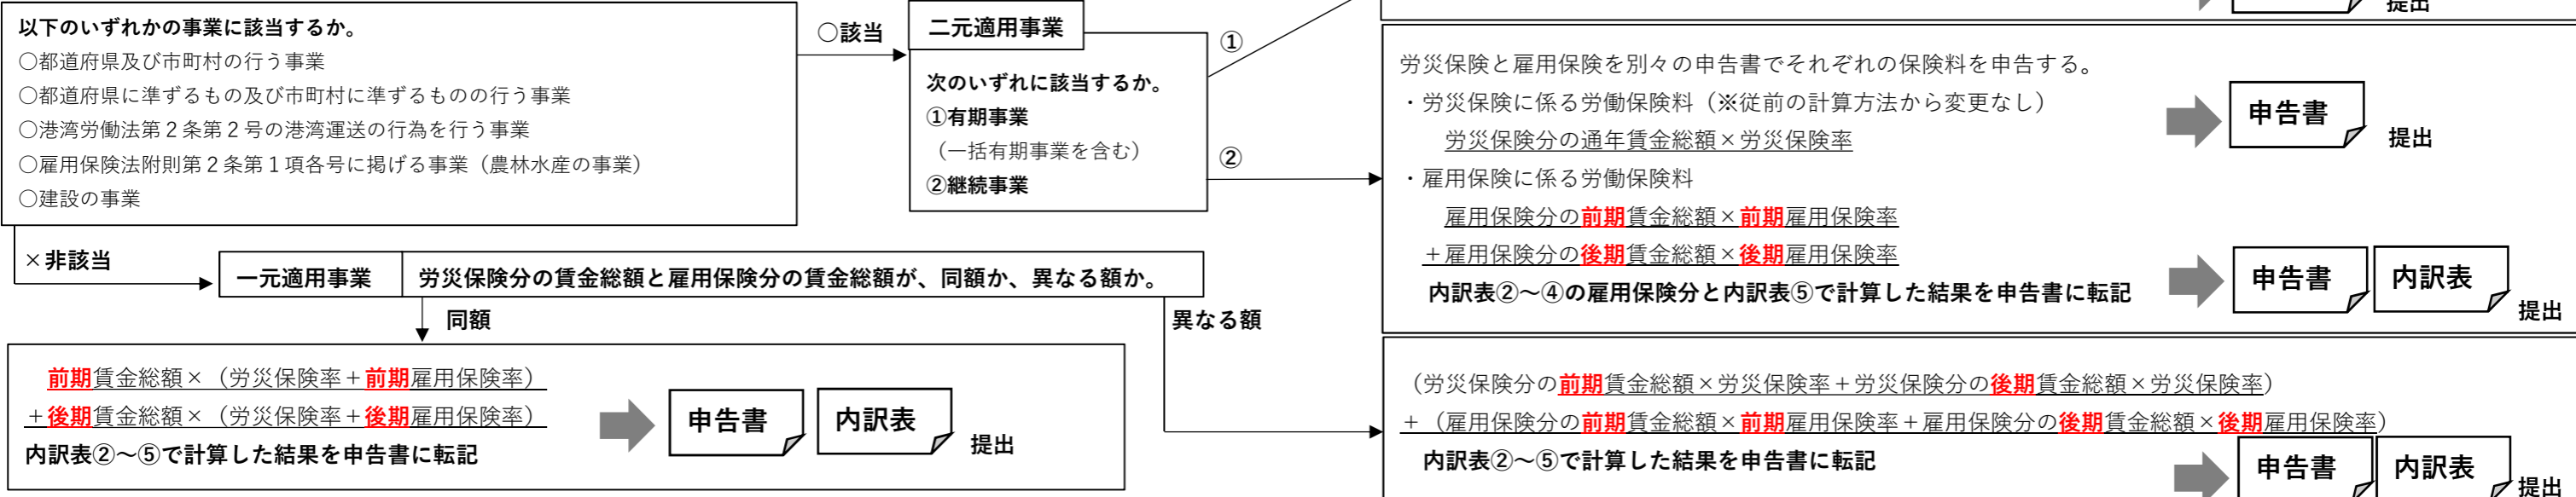 以下のいずれかの事業に該当するか。
○都道府県及び市町村の行う事業
○都道府県に準ずるもの及び市町村に準ずるものの行う事業
○港湾労働法第２条第２号の港湾運送の行為を行う事業
○雇用保険法附則第２条第１項各号に掲げる事業（農林水産の事業）
○建設の事業
○該当
二元適用事業
次のいずれに該当するか。
①有期事業
（一括有期事業を含む）
②継続事業
①
②
提出
労災保険と雇用保険を別々の申告書でそれぞれの保険料を申告する。
・労災保険に係る労働保険料（※従前の計算方法から変更なし）
労災保険分の通年賃金総額×労災保険率
申告書
提出
・雇用保険に係る労働保険料
雇用保険分の前期賃金総額×前期雇用保険率
＋雇用保険分の後期賃金総額×後期雇用保険率
内訳表②～④の雇用保険分と内訳表⑤で計算した結果を申告書に転記
申告書
内訳表
提出
×非該当
一元適用事業
労災保険分の賃金総額と雇用保険分の賃金総額が、同額か、異なる額か。
同額
異なる額
前期賃金総額×（労災保険率＋前期雇用保険率）
＋後期賃金総額×（労災保険率＋後期雇用保険率）
内訳表②～⑤で計算した結果を申告書に転記
申告書
内訳表
提出
（労災保険分の前期賃金総額×労災保険率＋労災保険分の後期賃金総額×労災保険率）
＋（雇用保険分の前期賃金総額×前期雇用保険率＋雇用保険分の後期賃金総額×後期雇用保険率）
内訳表②～⑤で計算した結果を申告書に転記
申告書
内訳表
提出